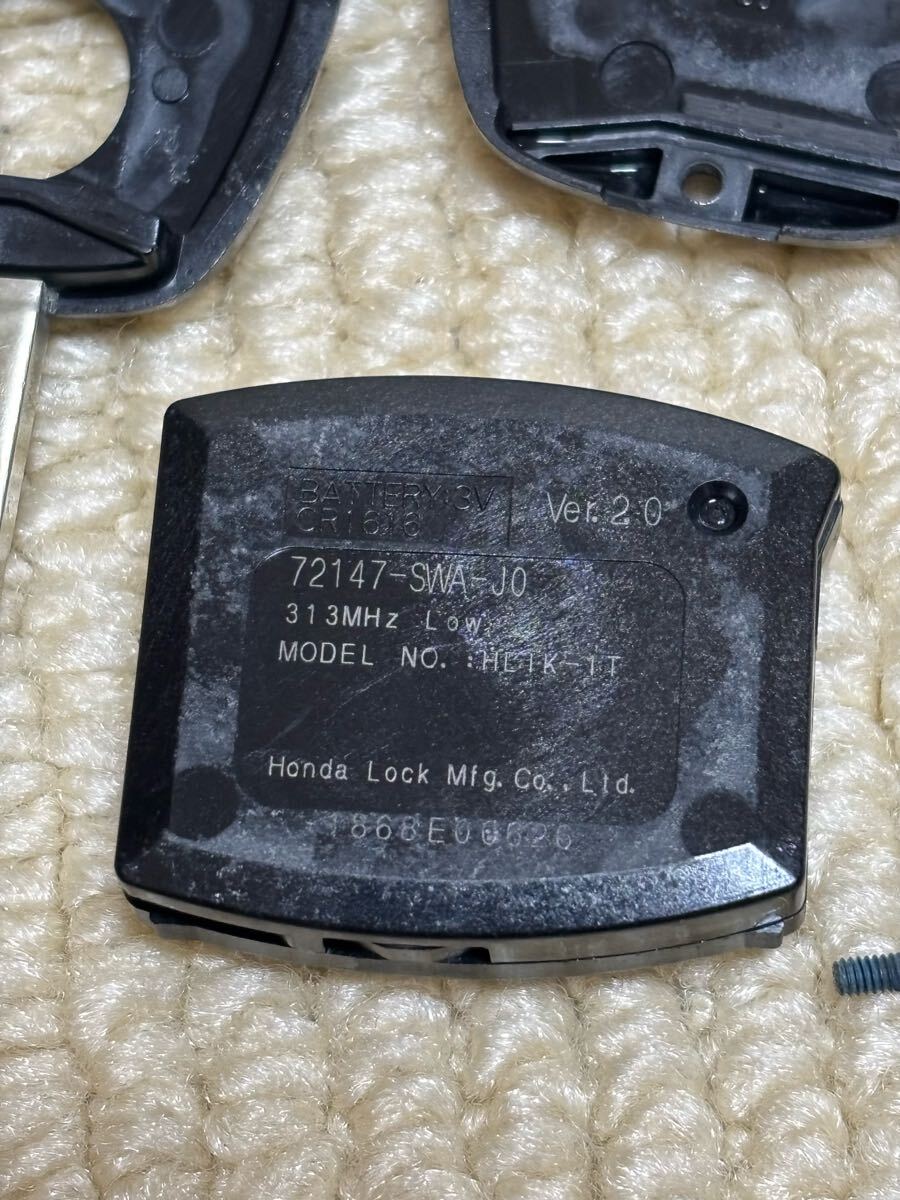 BATTERY:3V
CR1616
Ver. 2.0
72147-SWA-J0
313MHz Low
MODEL NO. :HLIK-1T
Honda Lock Mfg. Co., Ltd.
1868E00626